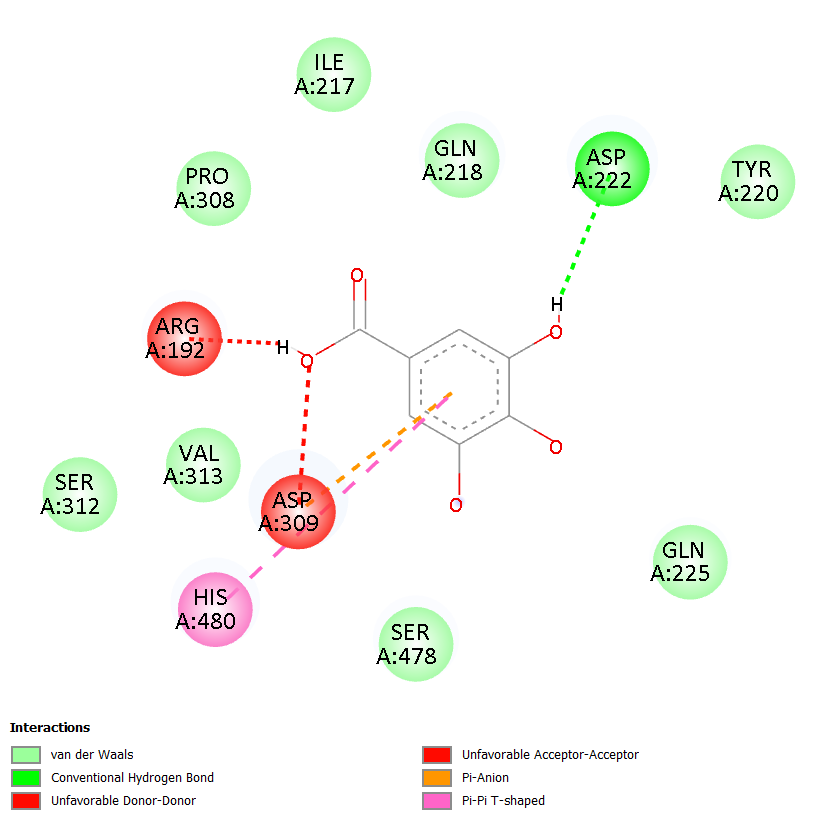 ILE
A:217
GLN
A:218
ASP
A:222
TYR
A:220
PRO
A:308
O
H
O
ARG
A:192
H
O
VAL
A:313
SER
A:312
ASP
A:309
O
O
GLN
A:225
HIS
A:480
SER
A:478
Interactions
van der Waals
Conventional Hydrogen Bond
Unfavorable Donor-Donor
Unfavorable Acceptor-Acceptor
Pi-Anion
Pi-Pi T-shaped